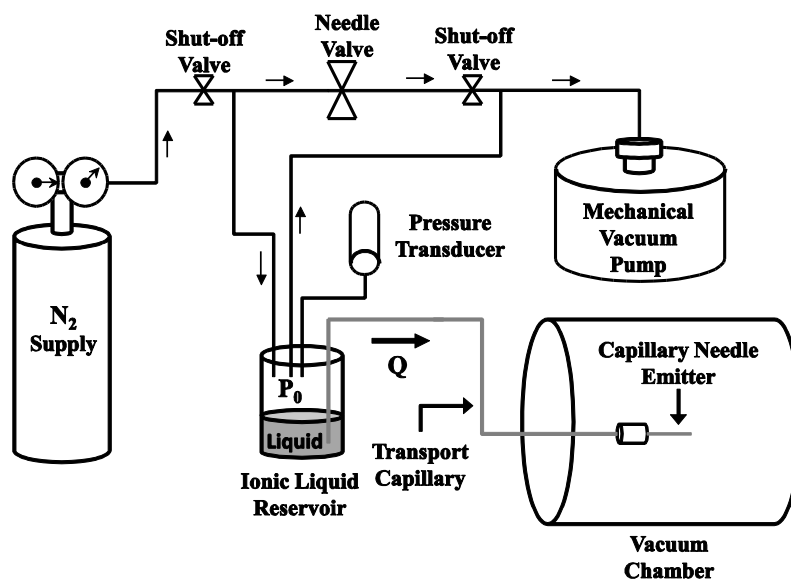 Shut-off
Valve
Needle
Valve
Shut-off
Valve
Mechanical
Vacuum
Pump
Pressure
Transducer
N₂
Supply
P₀
Liquid
Q
Ionic Liquid
Reservoir
Transport
Capillary
Capillary Needle
Emitter
Vacuum
Chamber